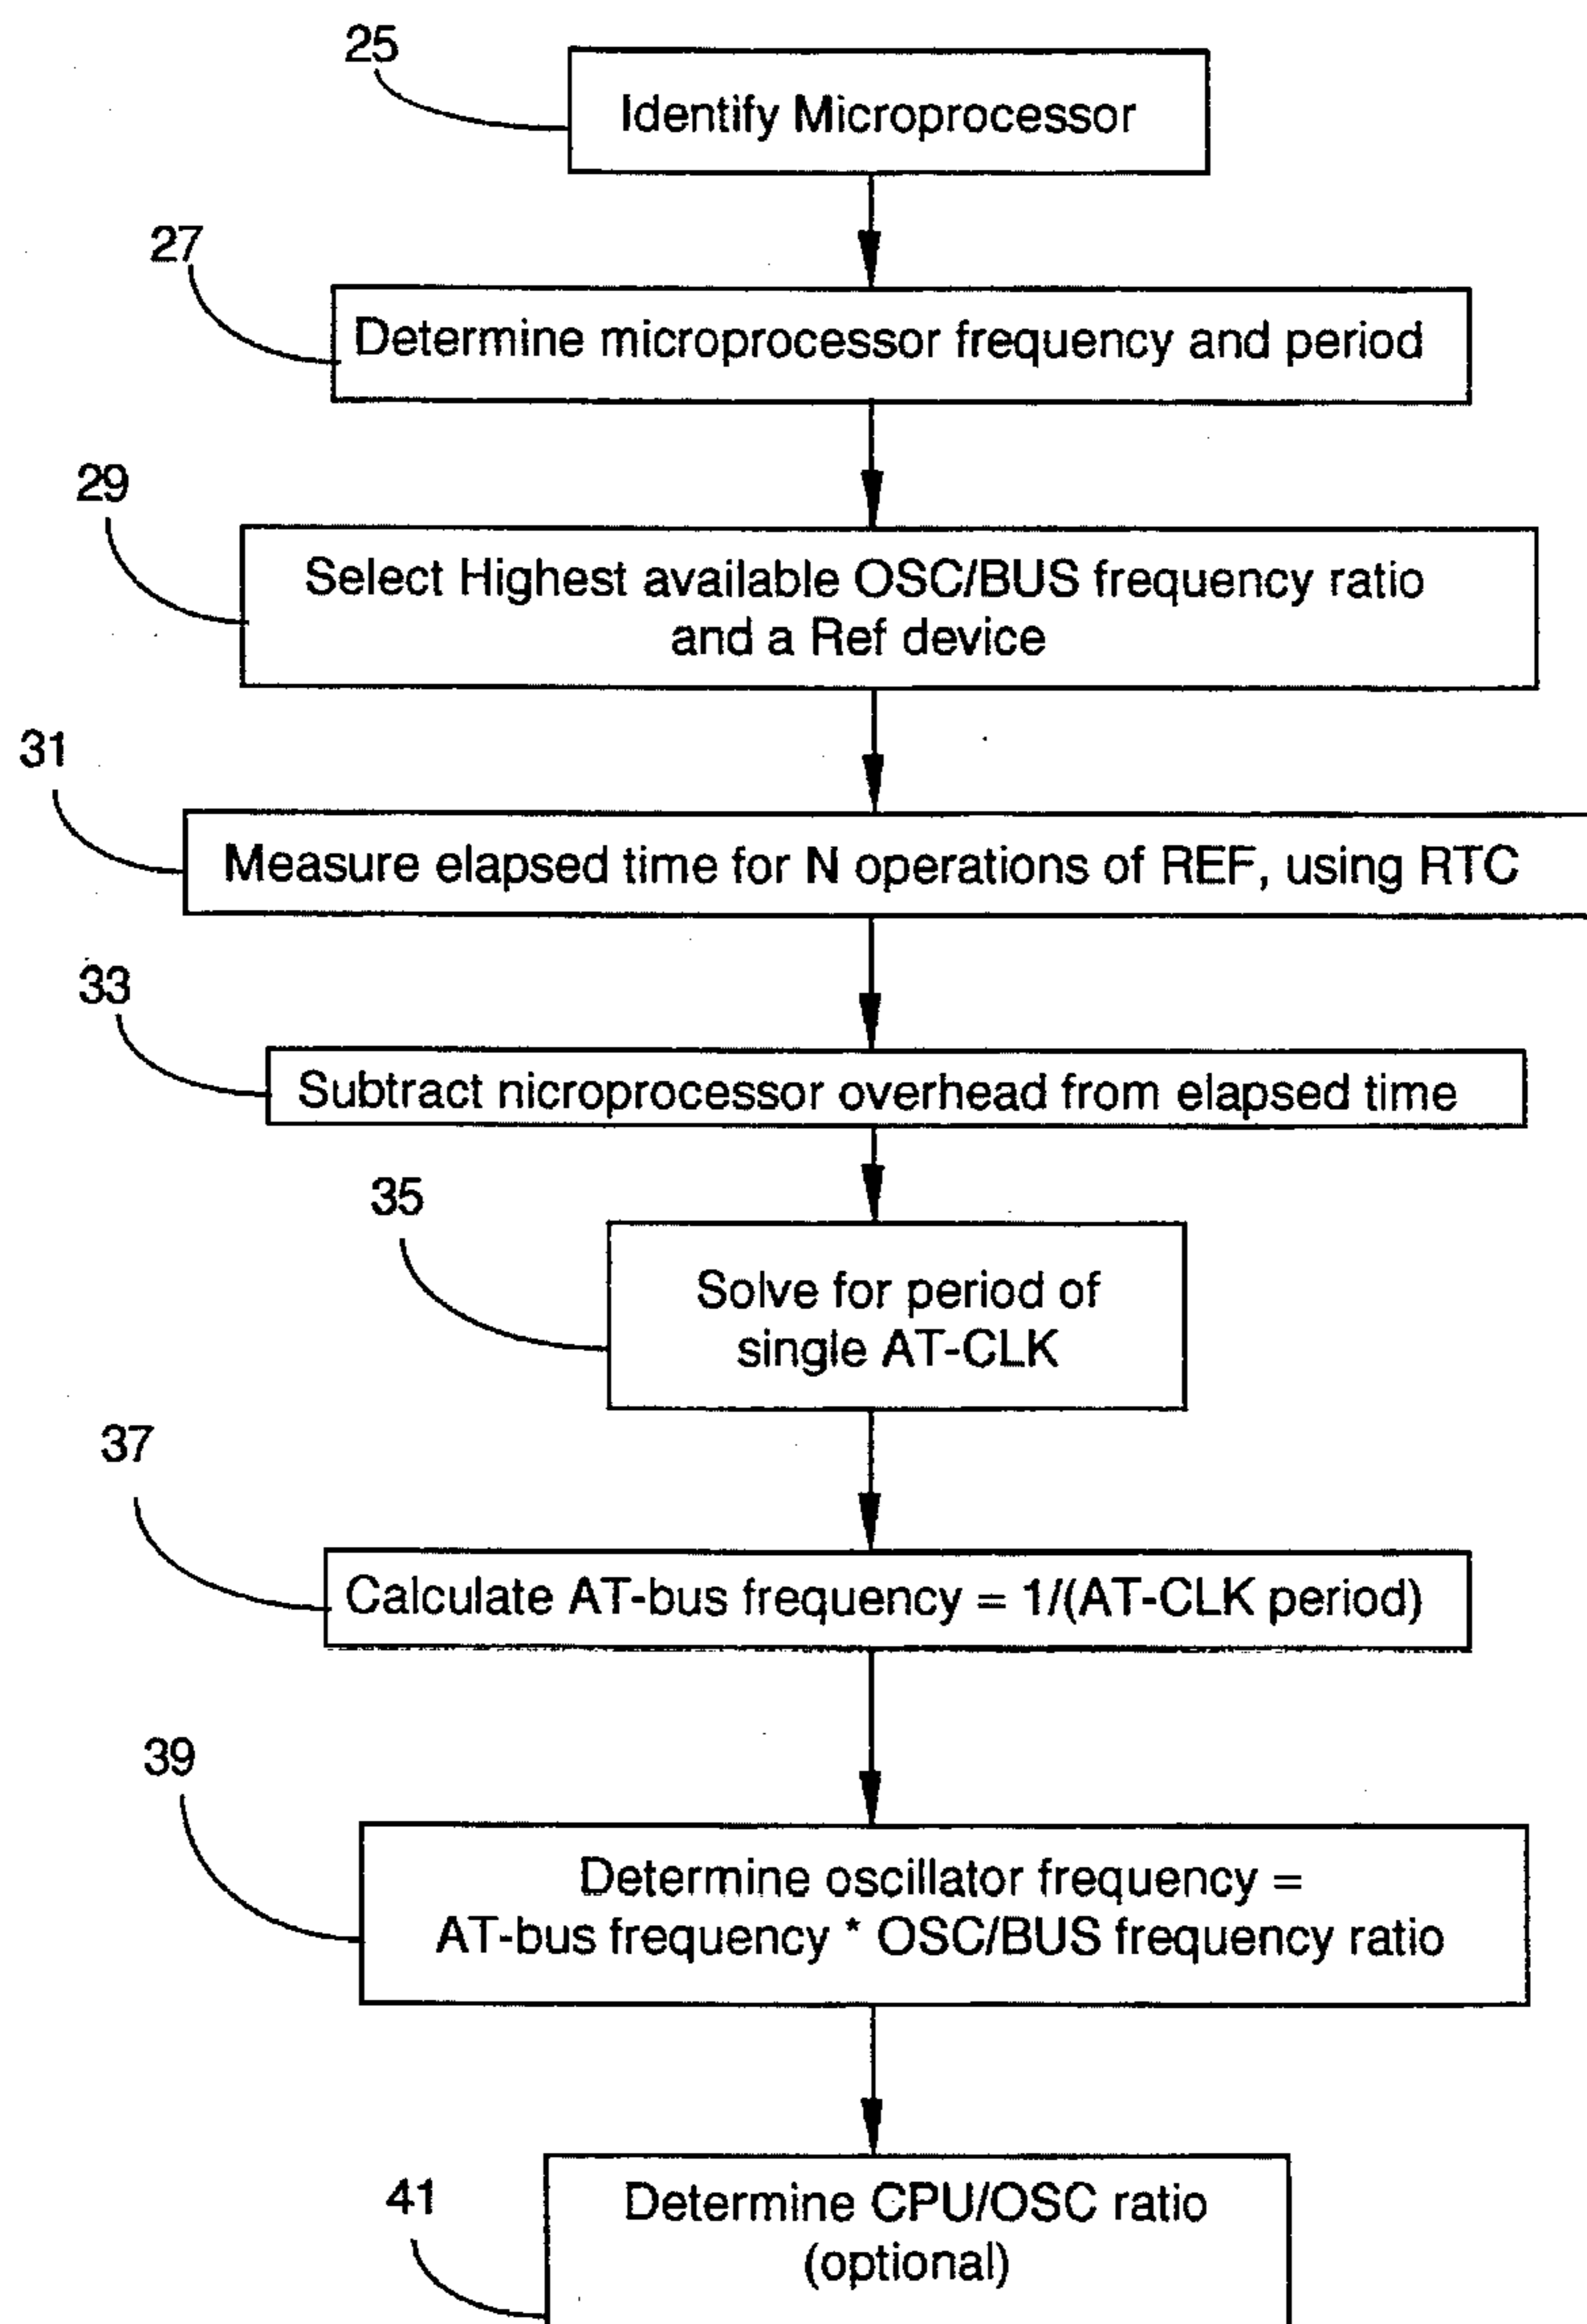 25
Identify Microprocessor
27
Determine microprocessor frequency and period
29
Select Highest available OSC/BUS frequency ratio
and a Ref device
31
Measure elapsed time for N operations of REF, using RTC
33
Subtract nicroprocessor overhead from elapsed time
35
Solve for period of
single AT-CLK
37
Calculate AT-bus frequency = 1/(AT-CLK period)
39
Determine oscillator frequency =
AT-bus frequency * OSC/BUS frequency ratio
41
Determine CPU/OSC ratio
(optional)